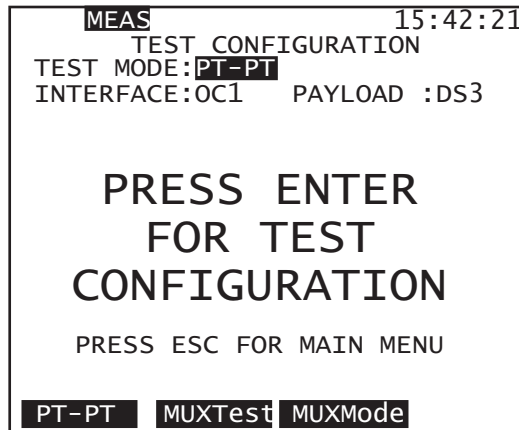 MEAS 15:42:21
TEST CONFIGURATION
TEST MODE:PT-PT
INTERFACE:OC1 PAYLOAD :DS3
PRESS ENTER
FOR TEST
CONFIGURATION
PRESS ESC FOR MAIN MENU
PT-PT MUXTest MUXMode